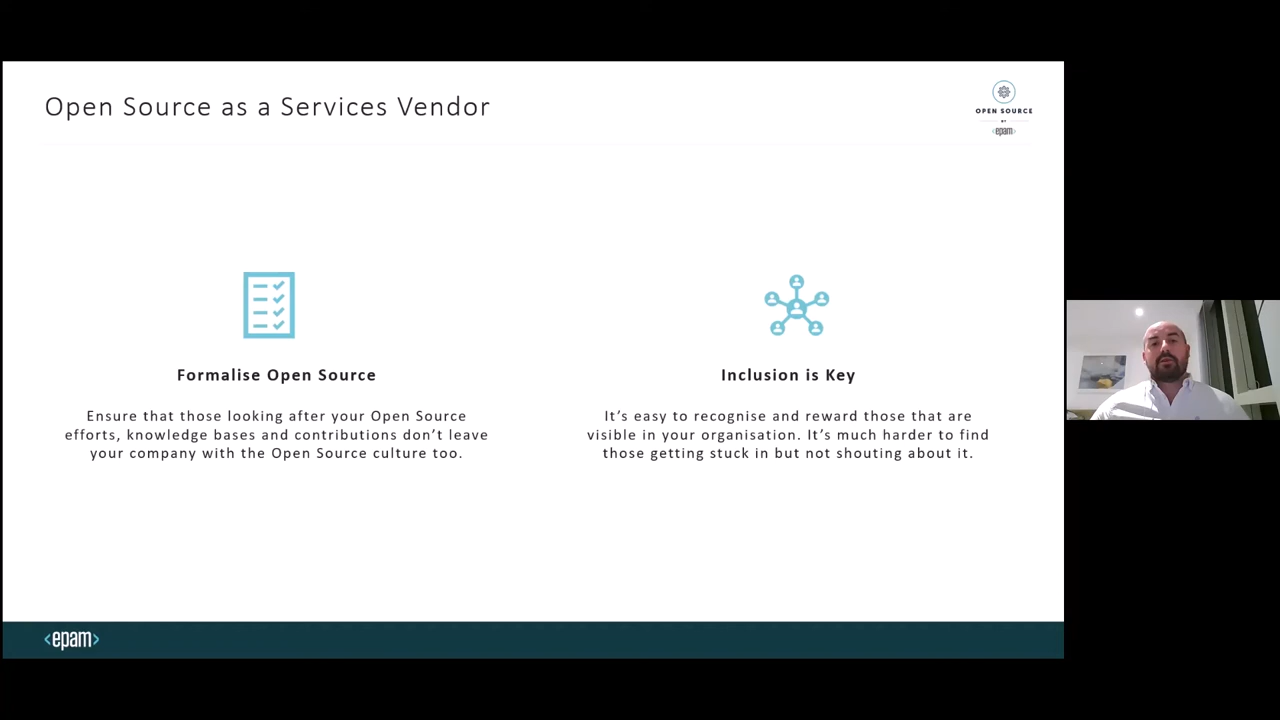 Open Source as a Services Vendor
OPEN SOURCE
BY
<epam>
Formalise Open Source
Ensure that those looking after your Open Source
efforts, knowledge bases and contributions don't leave
your company with the Open Source culture too.
Inclusion is Key
It's easy to recognise and reward those that are
visible in your organisation. It's much harder to find
those getting stuck in but not shouting about it.
<epam>